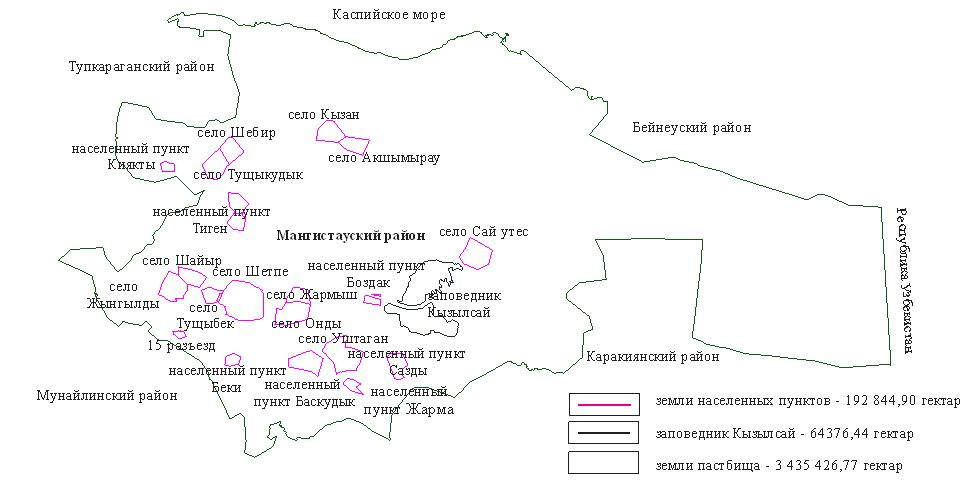 Каспийское море
Тупкараганский район
село Кызан
Бейнеуский район
село Шебир
населенный пункт
Киякты
село Акшымырау
село Тущыкудык
населенный пункт
Тиген
Мангистауский район
село Сай утес
Республика Узбекистан
село Шайыр
село Шетпе
населенный пункт
Боздак
село
Жынгылды
село Жармыш
заповедник
Кызылсай
село
Тущыбек
село Онды
15 разъезд
село Уштаган
населенный пункт
Сазды
Каракиянский район
населенный пункт
Беки
населенный
пункт Баскудык
населенный
пункт Жарма
Мунайлинский район
земли населенных пунктов - 192 844,90 гектар
заповедник Кызылсай - 64376,44 гектар
земли пастбища - 3 435 426,77 гектар